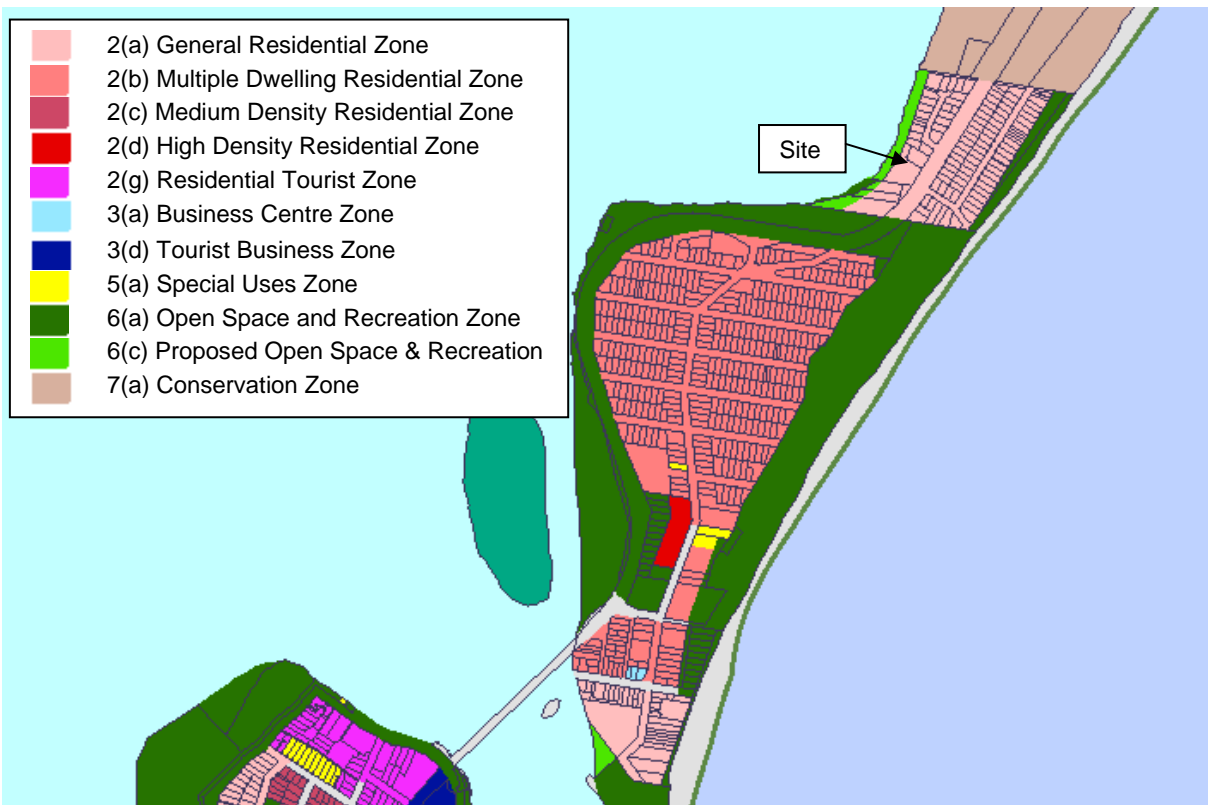 2(a) General Residential Zone
2(b) Multiple Dwelling Residential Zone
2(c) Medium Density Residential Zone
2(d) High Density Residential Zone
2(g) Residential Tourist Zone
3(a) Business Centre Zone
3(d) Tourist Business Zone
5(a) Special Uses Zone
6(a) Open Space and Recreation Zone
6(c) Proposed Open Space & Recreation
7(a) Conservation Zone
Site